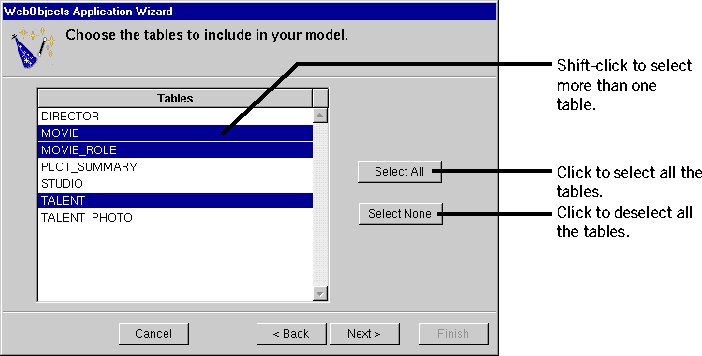 WebObjects Application Wizard
Choose the tables to include in your model.
Tables
DIRECTOR
MOVIE
MOVIE_ROLE
PLOT_SUMMARY
STUDIO
TALENT
TALENT_PHOTO
Select All
Select None
Cancel
< Back
Next >
Finish
Shift-click to select
more than one
table.
Click to select all the
tables.
Click to deselect all
the tables.